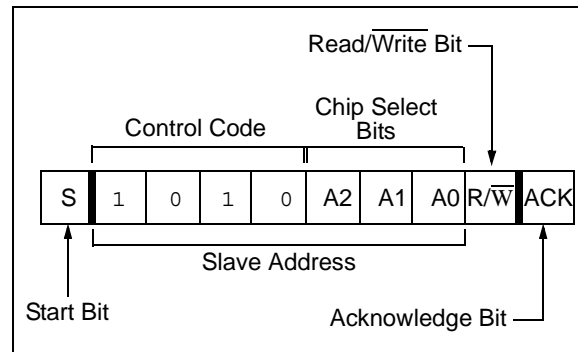 Read/Write Bit
Chip Select
Bits
Control Code
S 1 0 1 0 A2 A1 A0 R/W ACK
Slave Address
Start Bit
Acknowledge Bit